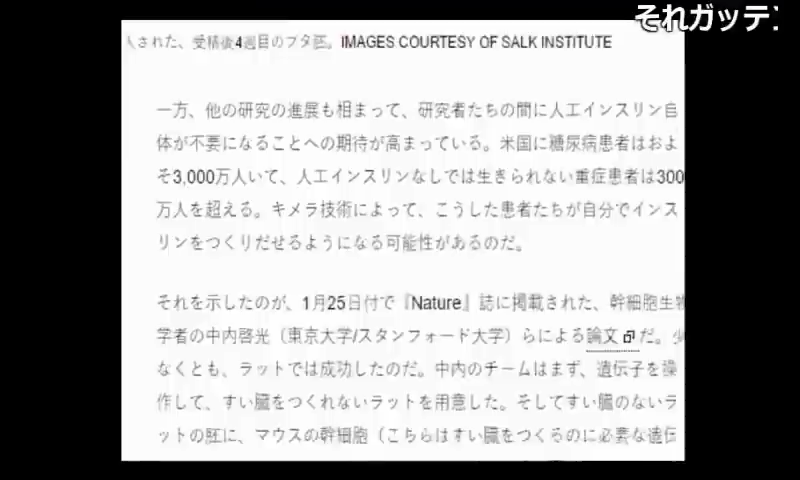 それガッテン
された、受精後4週目のブタ胚。IMAGES COURTESY OF SALK INSTITUTE
一方、他の研究の進展も相まって、研究者たちの間に人工インスリン自
体が不要になることへの期待が高まっている。米国に糖尿病患者はおよ
そ3,000万人いて、人工インスリンなしでは生きられない重症患者は300
万人を超える。キメラ技術によって、こうした患者たちが自分でインス
リンをつくりだせるようになる可能性があるのだ。
それを示したのが、1月25日付で『Nature』誌に掲載された、幹細胞生物
学者の中内啓光（東京大学/スタンフォード大学）らによる論文だ。少
なくとも、ラットでは成功したのだ。中内のチームはまず、遺伝子を操
作して、すい臓をつくれないラットを用意した。そしてすい臓のないラ
ットの胚に、マウスの幹細胞（こちらはすい臓をつくるのに必要な遺伝